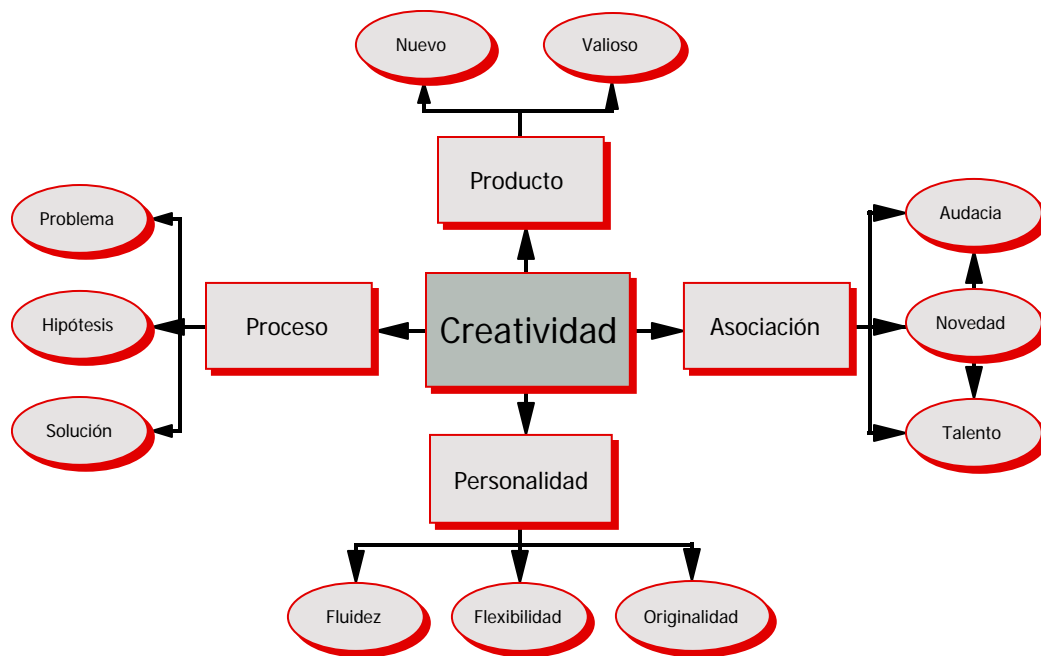 Nuevo
Valioso
Producto
Problema
Audacia
Hipótesis
Proceso
Creatividad
Asociación
Novedad
Solución
Talento
Personalidad
Fluidez
Flexibilidad
Originalidad